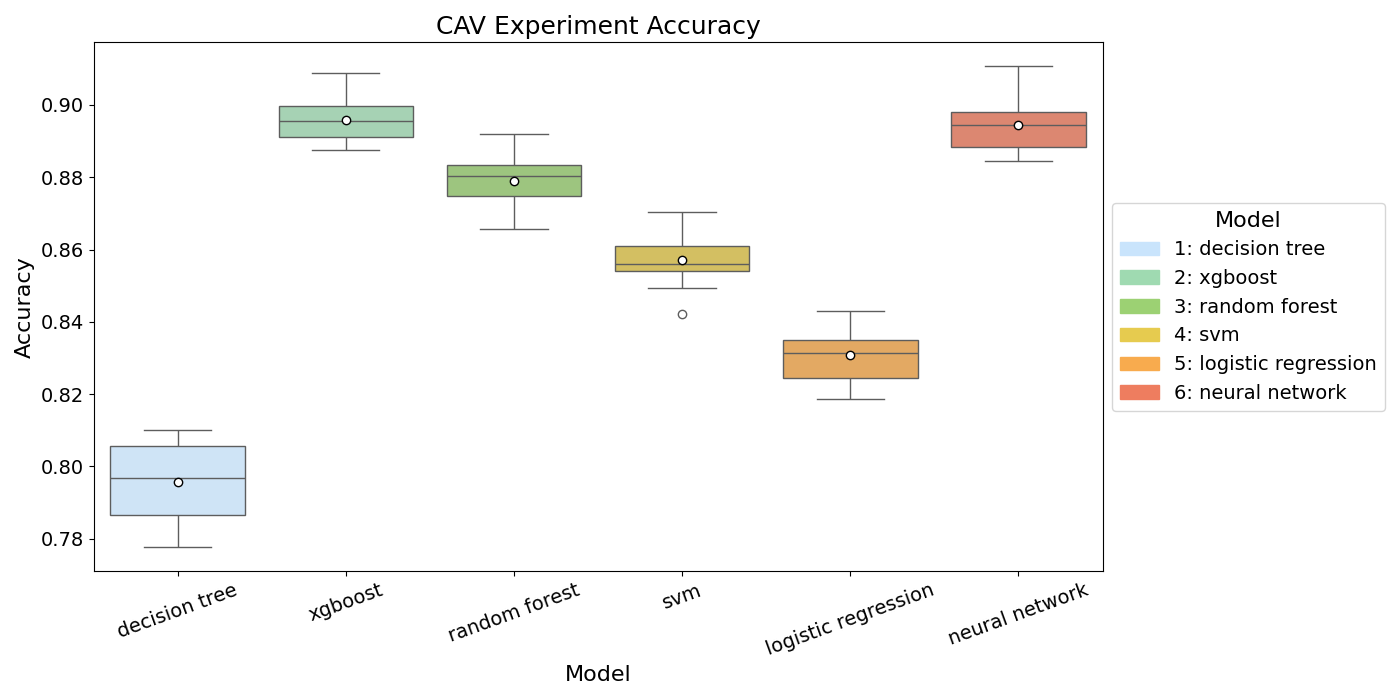 CAV Experiment Accuracy
Accuracy
0.90
0.88
0.86
0.84
0.82
0.80
0.78
decision tree
xgboost
random forest
svm
logistic regression
neural network
Model
Model
1: decision tree
2: xgboost
3: random forest
4: svm
5: logistic regression
6: neural network